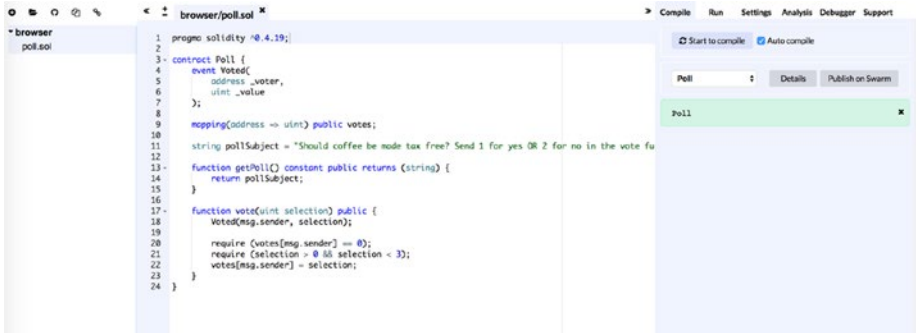 browser/poll.sol
Compile Run Settings Analysis Debugger Support
browser
poll.sol
Start to compile Auto compile
Poll Details Publish on Swarm
Poll
1 pragma solidity ^0.4.19;
2
3 contract Poll {
4 event Voted(
5 address _voter,
6 uint _value
7 );
8
9 mapping(address => uint) public votes;
10
11 string pollSubject = "Should coffee be made tax free? Send 1 for yes OR 2 for no in the vote fu
12
13 function getPoll() constant public returns (string) {
14 return pollSubject;
15 }
16
17 function vote(uint selection) public {
18 Voted(msg.sender, selection);
19
20 require (votes[msg.sender] == 0);
21 require (selection > 0 && selection < 3);
22 votes[msg.sender] = selection;
23 }
24 }